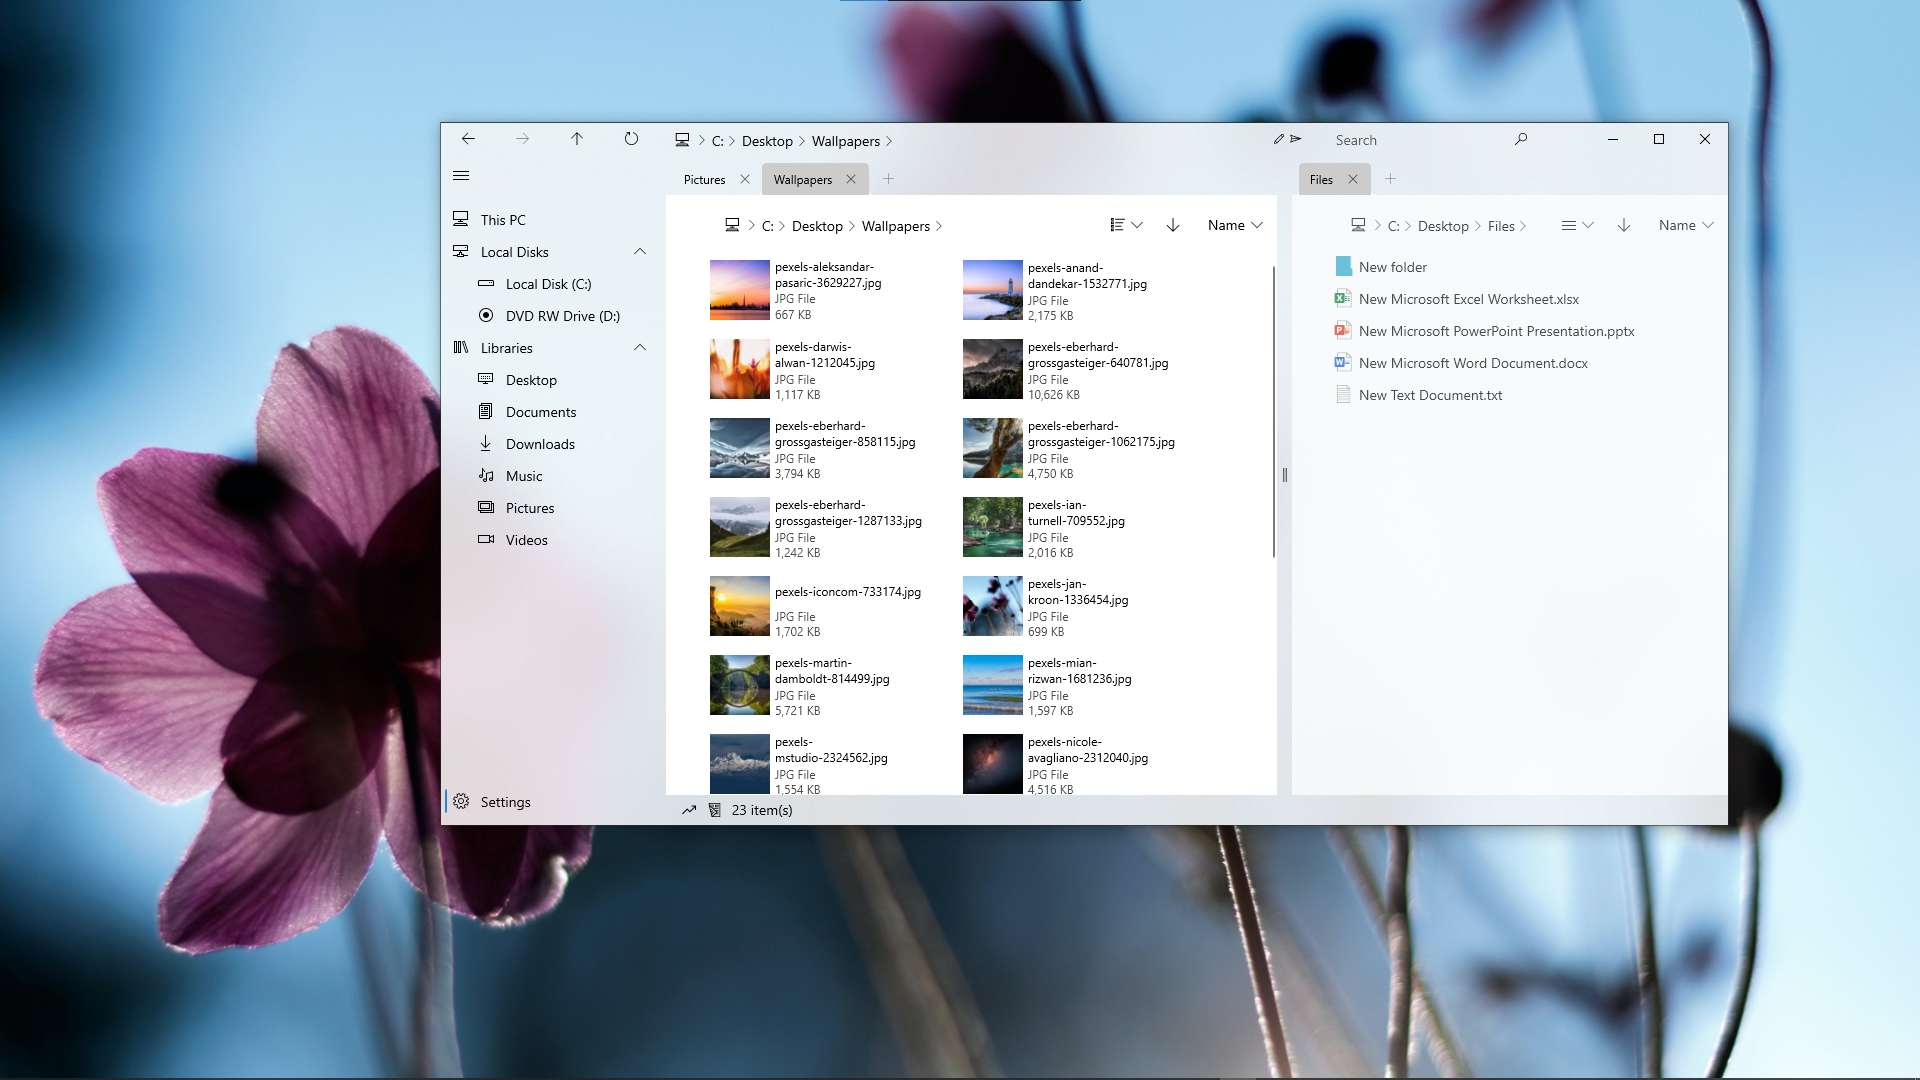 C: Desktop Wallpapers
Search
Pictures
Wallpapers
Files
This PC
Local Disks
Local Disk (C:)
DVD RW Drive (D:)
Libraries
Desktop
Documents
Downloads
Music
Pictures
Videos
Settings
C: Desktop Wallpapers
Name
pexels-aleksandar-
pasaric-3629227.jpg
JPG File
667 KB
pexels-anand-
dandekar-1532771.jpg
JPG File
2,175 KB
pexels-darwis-
alwan-1212045.jpg
JPG File
1,117 KB
pexels-eberhard-
grossgasteiger-640781.jpg
JPG File
10,626 KB
pexels-eberhard-
grossgasteiger-858115.jpg
JPG File
3,794 KB
pexels-eberhard-
grossgasteiger-1062175.jpg
JPG File
4,750 KB
pexels-eberhard-
grossgasteiger-1287133.jpg
JPG File
1,242 KB
pexels-ian-
turnell-709552.jpg
JPG File
2,016 KB
pexels-iconcom-733174.jpg
JPG File
1,702 KB
pexels-jan-
kroon-1336454.jpg
JPG File
699 KB
pexels-martin-
damboldt-814499.jpg
JPG File
5,721 KB
pexels-mian-
rizwan-1681236.jpg
JPG File
1,597 KB
pexels-
mstudio-2324562.jpg
JPG File
1,554 KB
pexels-nicole-
avagliano-2312040.jpg
JPG File
4,516 KB
23 item(s)
C: Desktop Files
Name
New folder
New Microsoft Excel Worksheet.xlsx
New Microsoft PowerPoint Presentation.pptx
New Microsoft Word Document.docx
New Text Document.txt